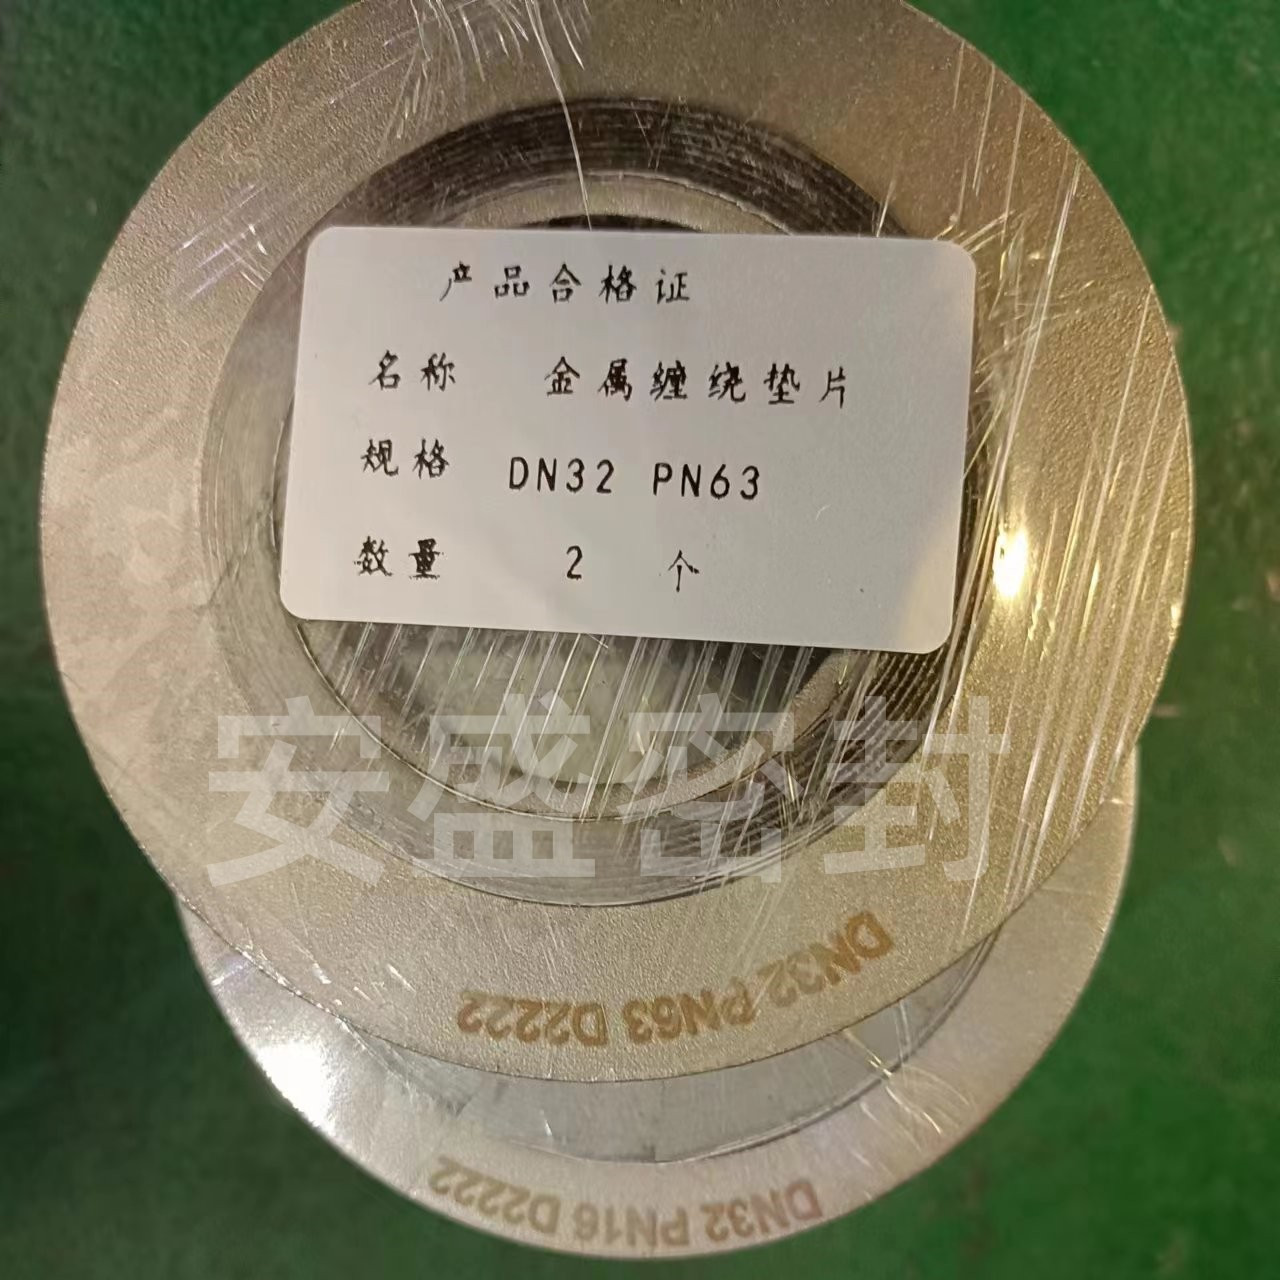 产品合格证
名称 金属缠绕垫片
规格 DN32 PN63
数量 2 个
安盛密封
DN32 PN63 D2222
DN32 PN16 D2222